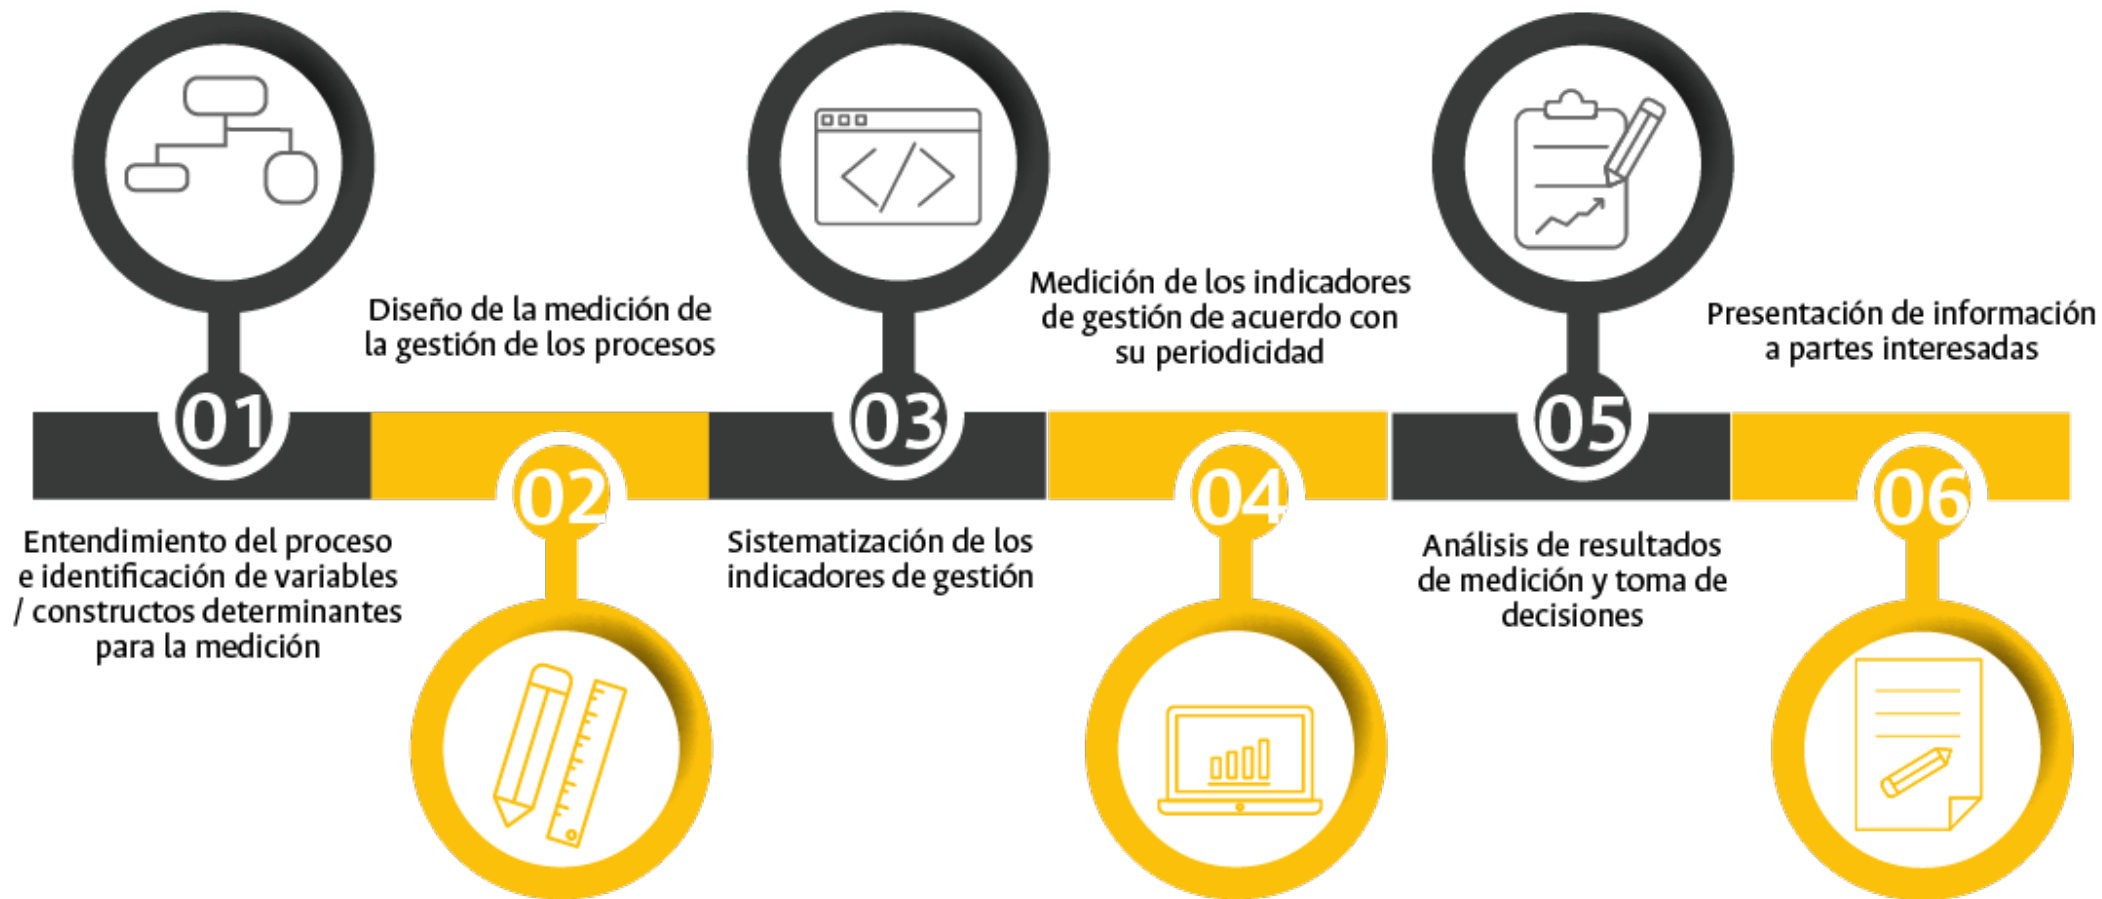 01
Entendimiento del proceso
e identificación de variables
/ constructos determinantes
para la medición
Diseño de la medición de
la gestión de los procesos
02
03
Sistematización de los
indicadores de gestión
Medición de los indicadores
de gestión de acuerdo con
su periodicidad
04
05
Análisis de resultados
de medición y toma de
decisiones
Presentación de información
a partes interesadas
06